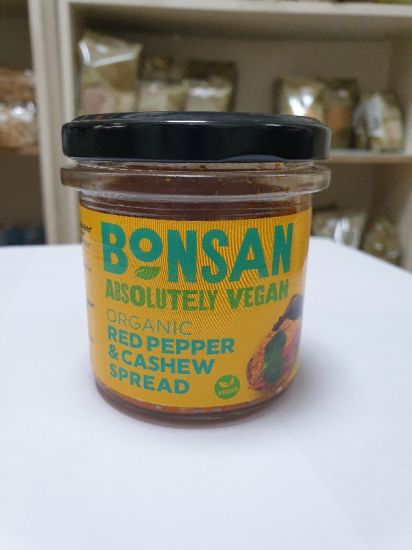 BONSAN
ABSOLUTELY VEGAN
ORGANIC
RED PEPPER
& CASHEW
SPREAD
VEGAN